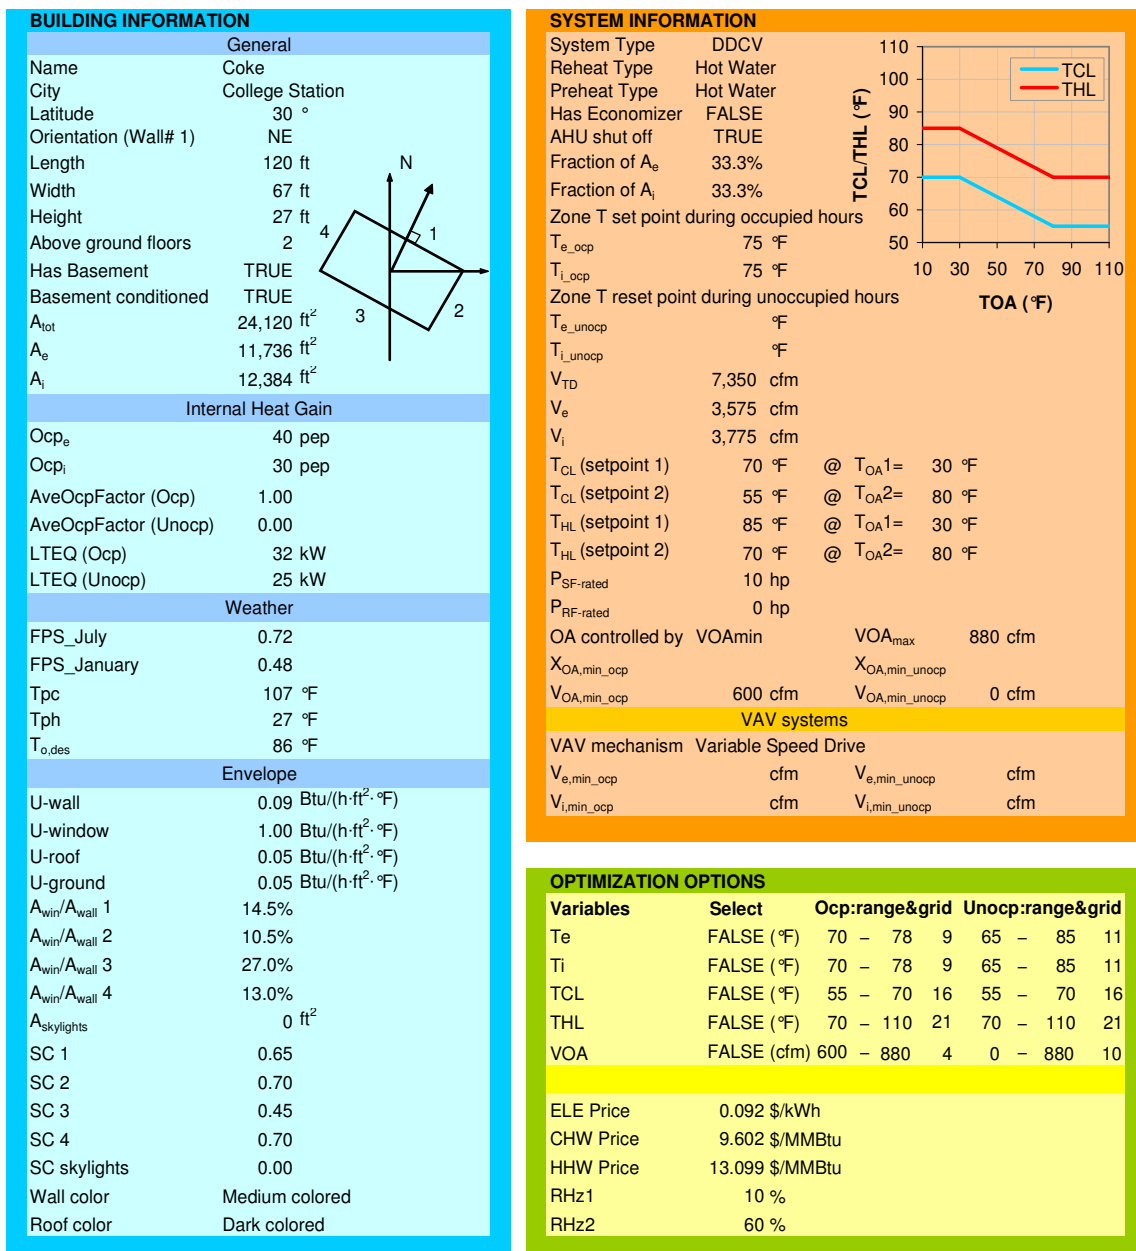 BUILDING INFORMATION
General
Name Coke
City College Station
Latitude 30 °
Orientation (Wall# 1) NE
Length 120 ft
Width 67 ft
Height 27 ft
Above ground floors 2
Has Basement TRUE
Basement conditioned TRUE
Atot 24,120 ft2
Ae 11,736 ft2
Ai 12,384 ft2
N
4
1
3
2
Internal Heat Gain
Ocpe 40 pep
Ocpi 30 pep
AveOcpFactor (Ocp) 1.00
AveOcpFactor (Unocp) 0.00
LTEQ (Ocp) 32 kW
LTEQ (Unocp) 25 kW
Weather
FPS_July 0.72
FPS_January 0.48
Tpc 107 °F
Tph 27 °F
To,des 86 °F
Envelope
U-wall 0.09 Btu/(h·ft2·°F)
U-window 1.00 Btu/(h·ft2·°F)
U-roof 0.05 Btu/(h·ft2·°F)
U-ground 0.05 Btu/(h·ft2·°F)
Awin/Awall 1 14.5%
Awin/Awall 2 10.5%
Awin/Awall 3 27.0%
Awin/Awall 4 13.0%
Askylights 0 ft2
SC 1 0.65
SC 2 0.70
SC 3 0.45
SC 4 0.70
SC skylights 0.00
Wall color Medium colored
Roof color Dark colored
SYSTEM INFORMATION
System Type DDCV
Reheat Type Hot Water
Preheat Type Hot Water
Has Economizer FALSE
AHU shut off TRUE
Fraction of Ae 33.3%
Fraction of Ai 33.3%
Zone T set point during occupied hours
Te_ocp 75 °F
Ti_ocp 75 °F
Zone T reset point during unoccupied hours
Te_unocp °F
Ti_unocp °F
VTD 7,350 cfm
Ve 3,575 cfm
Vi 3,775 cfm
TCL (setpoint 1) 70 °F @ TOA1= 30 °F
TCL (setpoint 2) 55 °F @ TOA2= 80 °F
THL (setpoint 1) 85 °F @ TOA1= 30 °F
THL (setpoint 2) 70 °F @ TOA2= 80 °F
PSF-rated 10 hp
PRF-rated 0 hp
OA controlled by VOAmin VOAmax 880 cfm
XOA,min_ocp XOA,min_unocp
VOA,min_ocp 600 cfm VOA,min_unocp 0 cfm
VAV systems
VAV mechanism Variable Speed Drive
Ve,min_ocp cfm Ve,min_unocp cfm
Vi,min_ocp cfm Vi,min_unocp cfm
TCL/THL (°F)
110
100
90
80
70
60
50
10 30 50 70 90 110
TOA (°F)
TCL
THL
OPTIMIZATION OPTIONS
Variables Select Ocp:range&grid Unocp:range&grid
Te FALSE (°F) 70 – 78 9 65 – 85 11
Ti FALSE (°F) 70 – 78 9 65 – 85 11
TCL FALSE (°F) 55 – 70 16 55 – 70 16
THL FALSE (°F) 70 – 110 21 70 – 110 21
VOA FALSE (cfm) 600 – 880 4 0 – 880 10
ELE Price 0.092 $/kWh
CHW Price 9.602 $/MMBtu
HHW Price 13.099 $/MMBtu
RHz1 10 %
RHz2 60 %